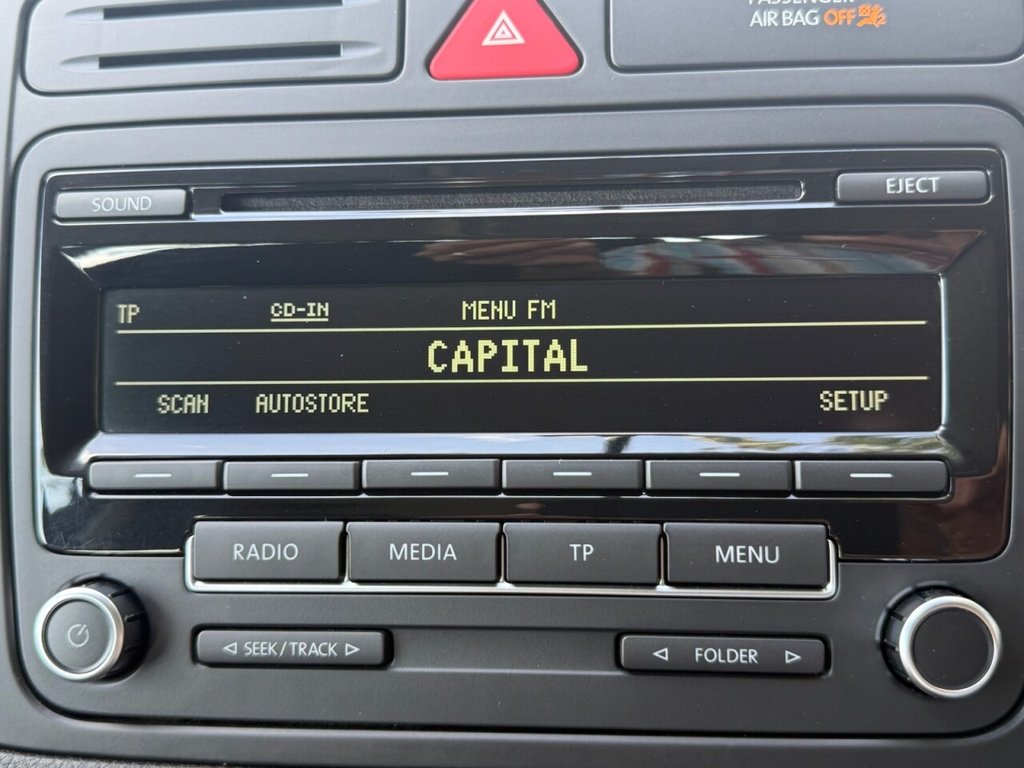 PASSENGER
AIR BAG OFF 2
SOUND
EJECT
TP CD-IN MENU FM
CAPITAL
SCAN AUTOSTORE SETUP
RADIO MEDIA TP MENU
SEEK/TRACK FOLDER